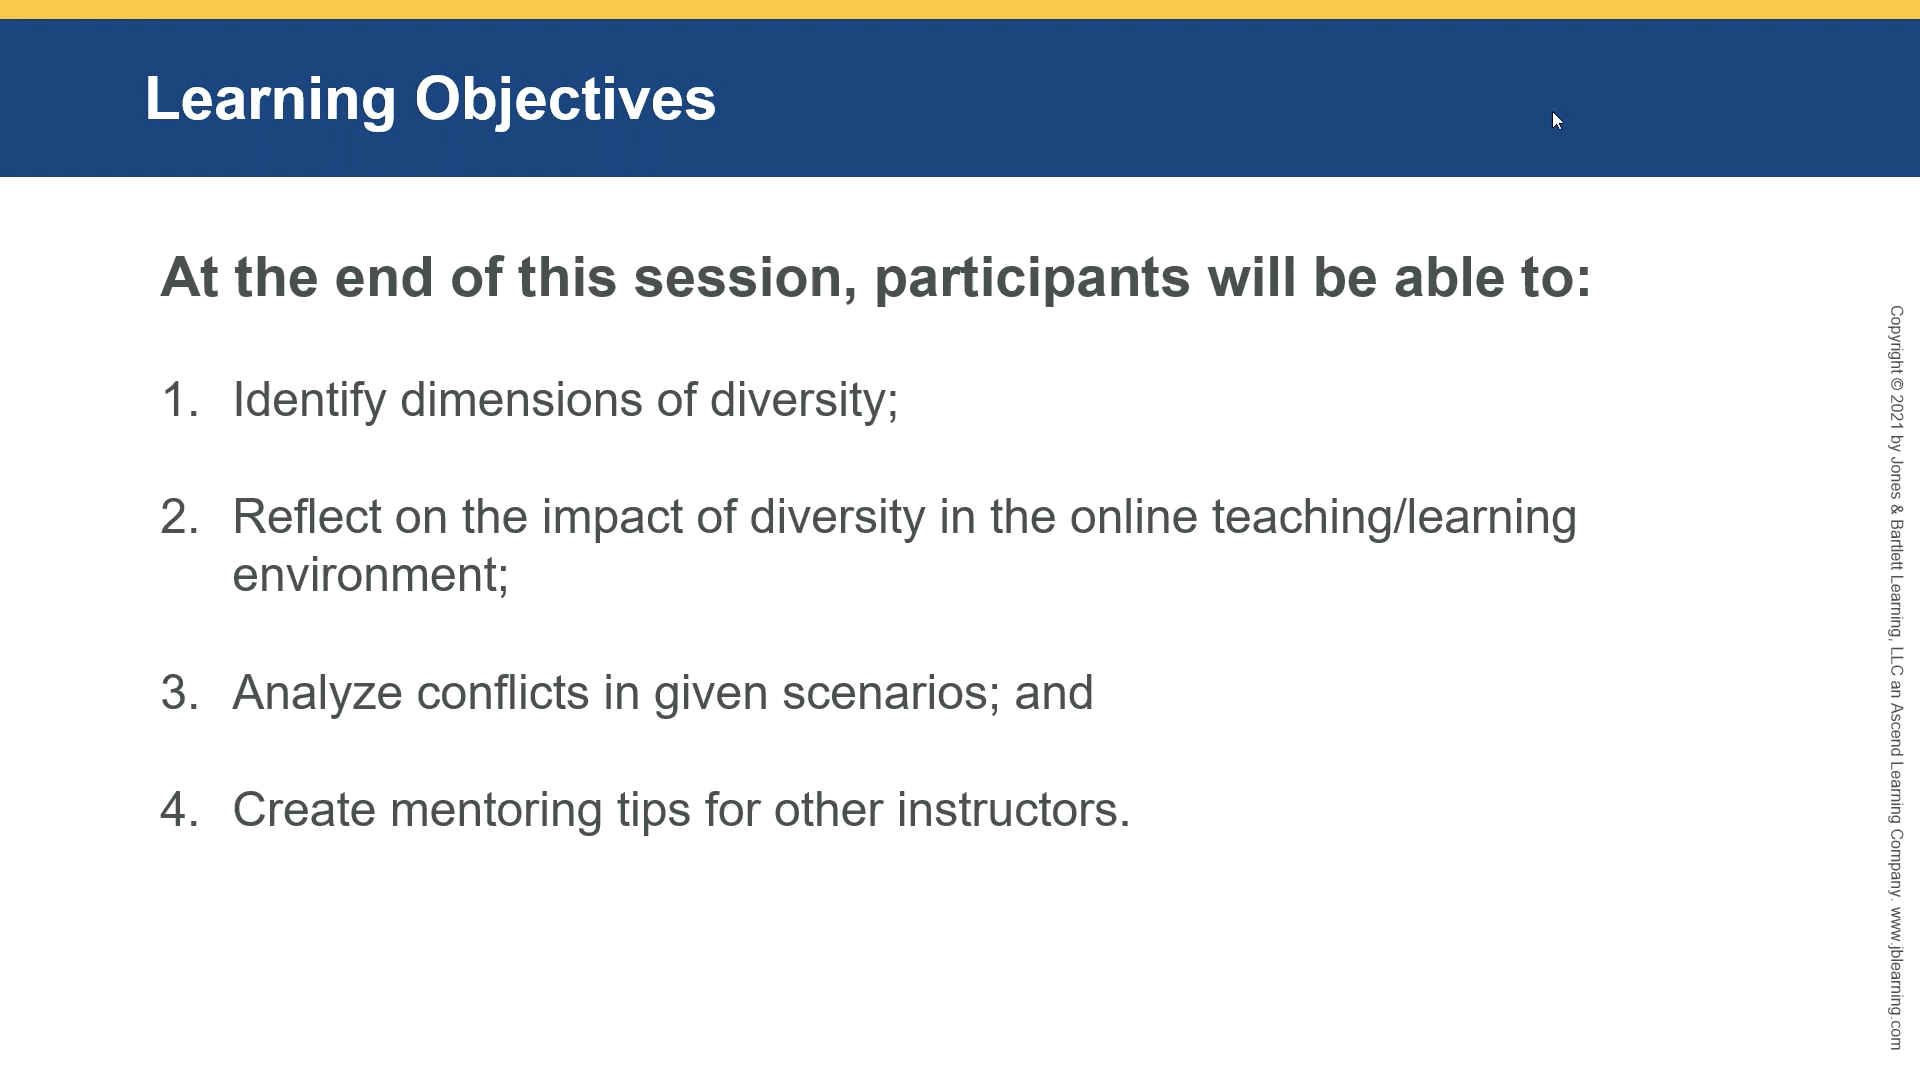 Learning Objectives
At the end of this session, participants will be able to:
1. Identify dimensions of diversity;
2. Reflect on the impact of diversity in the online teaching/learning
environment;
3. Analyze conflicts in given scenarios; and
4. Create mentoring tips for other instructors.
Copyright © 2021 by Jones & Bartlett Learning, LLC an Ascend Learning Company. www.jblearning.com